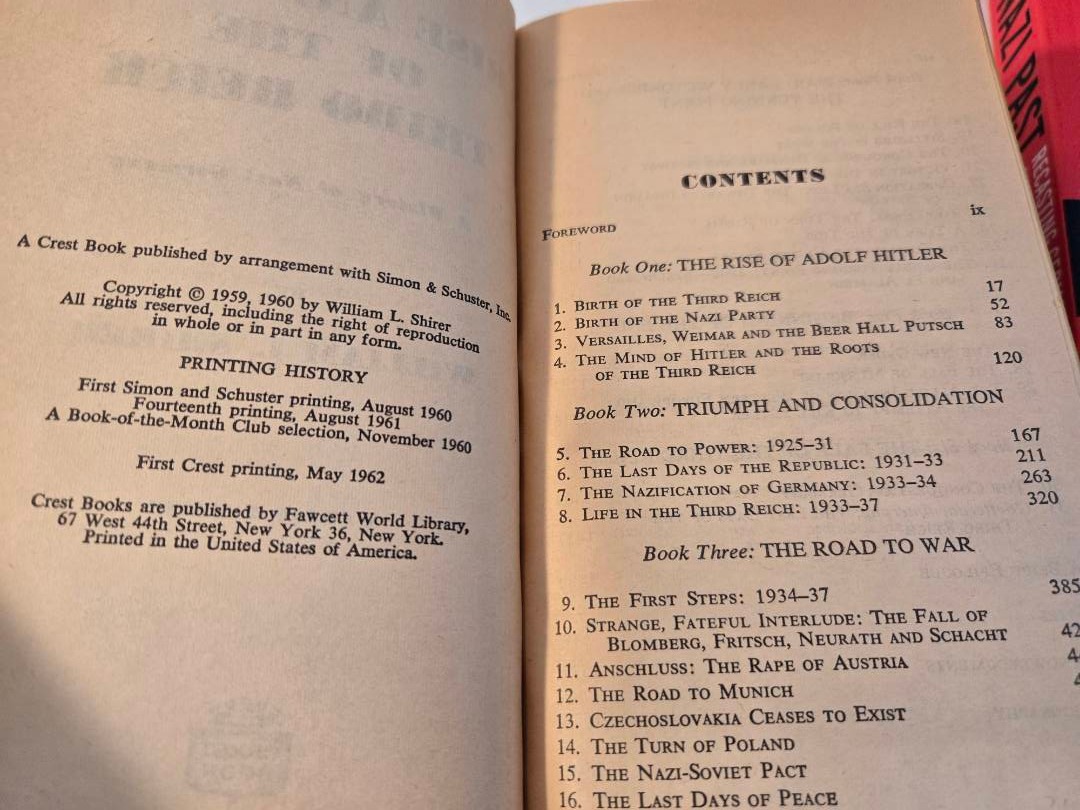 A Crest Book published by arrangement with Simon & Schuster, Inc.
Copyright © 1959, 1960 by William L. Shirer
All rights reserved, including the right of reproduction
in whole or in part in any form.
PRINTING HISTORY
First Simon and Schuster printing, August 1960
Fourteenth printing, August 1961
A Book-of-the-Month Club selection, November 1960
First Crest printing, May 1962
Crest Books are published by Fawcett World Library,
67 West 44th Street, New York 36, New York.
Printed in the United States of America.
CONTENTS
FOREWORD ix
Book One: THE RISE OF ADOLF HITLER
1. BIRTH OF THE THIRD REICH 17
2. BIRTH OF THE NAZI PARTY 52
3. VERSAILLES, WEIMAR AND THE BEER HALL PUTSCH 83
4. THE MIND OF HITLER AND THE ROOTS
OF THE THIRD REICH 120
Book Two: TRIUMPH AND CONSOLIDATION
5. THE ROAD TO POWER: 1925–31 167
6. THE LAST DAYS OF THE REPUBLIC: 1931–33 211
7. THE NAZIFICATION OF GERMANY: 1933–34 263
8. LIFE IN THE THIRD REICH: 1933–37 320
Book Three: THE ROAD TO WAR
9. THE FIRST STEPS: 1934–37 385
10. STRANGE, FATEFUL INTERLUDE: THE FALL OF
BLOMBERG, FRITSCH, NEURATH AND SCHACHT 42
11. ANSCHLUSS: THE RAPE OF AUSTRIA 4
12. THE ROAD TO MUNICH 4
13. CZECHOSLOVAKIA CEASES TO EXIST
14. THE TURN OF POLAND
15. THE NAZI-SOVIET PACT
16. THE LAST DAYS OF PEACE
NAZI PAST
RECASTING